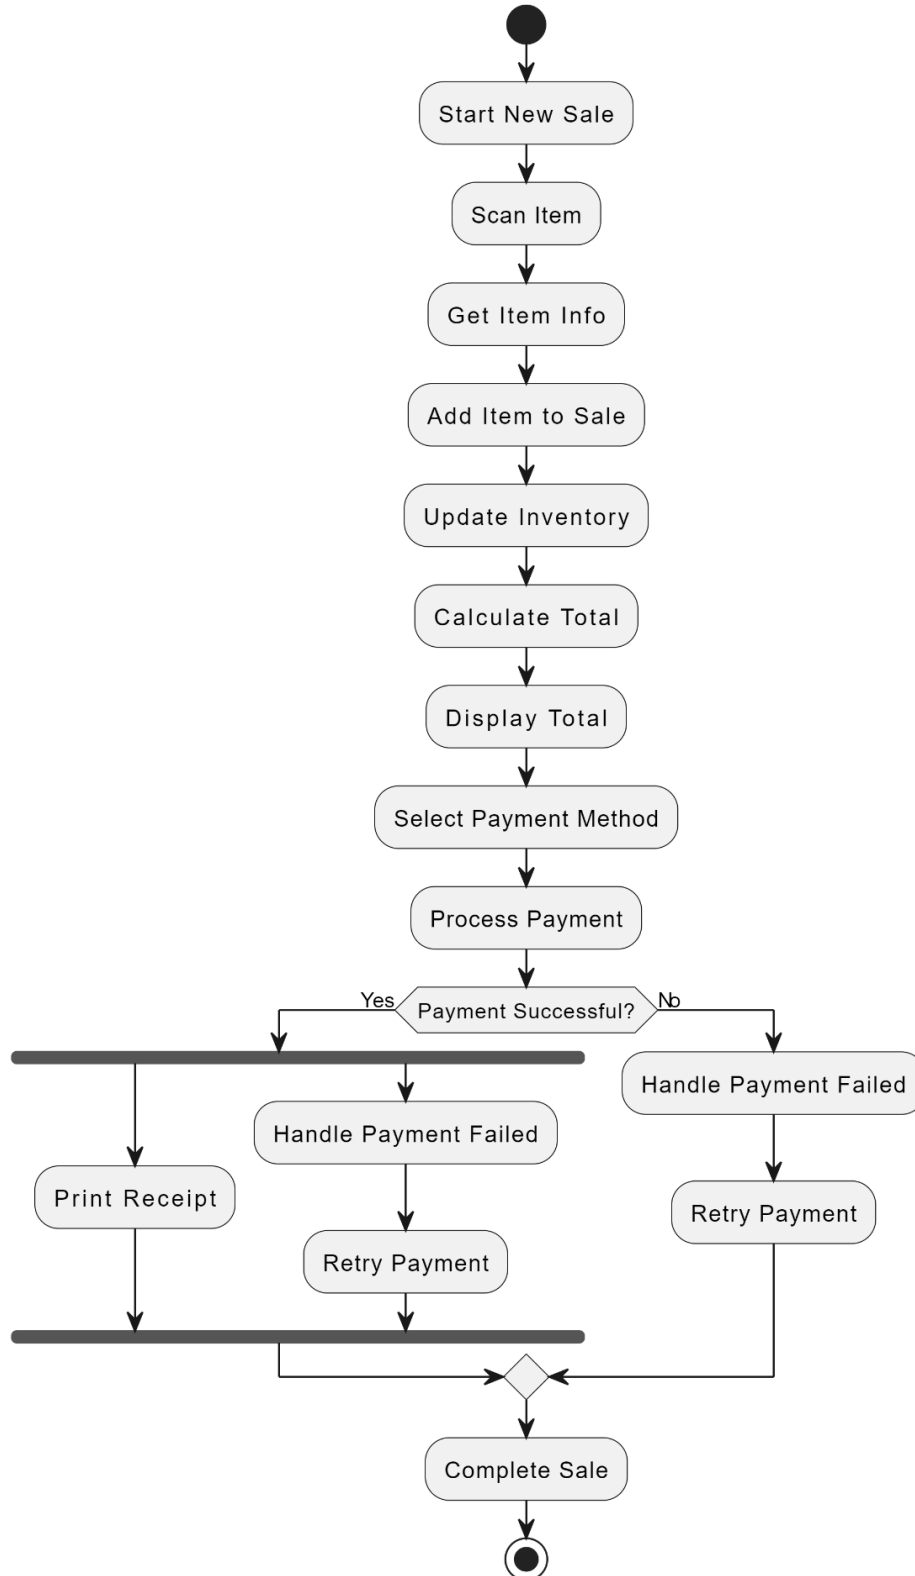 Start New Sale
Scan Item
Get Item Info
Add Item to Sale
Update Inventory
Calculate Total
Display Total
Select Payment Method
Process Payment
Yes
Payment Successful?
No
Handle Payment Failed
Handle Payment Failed
Print Receipt
Retry Payment
Retry Payment
Complete Sale